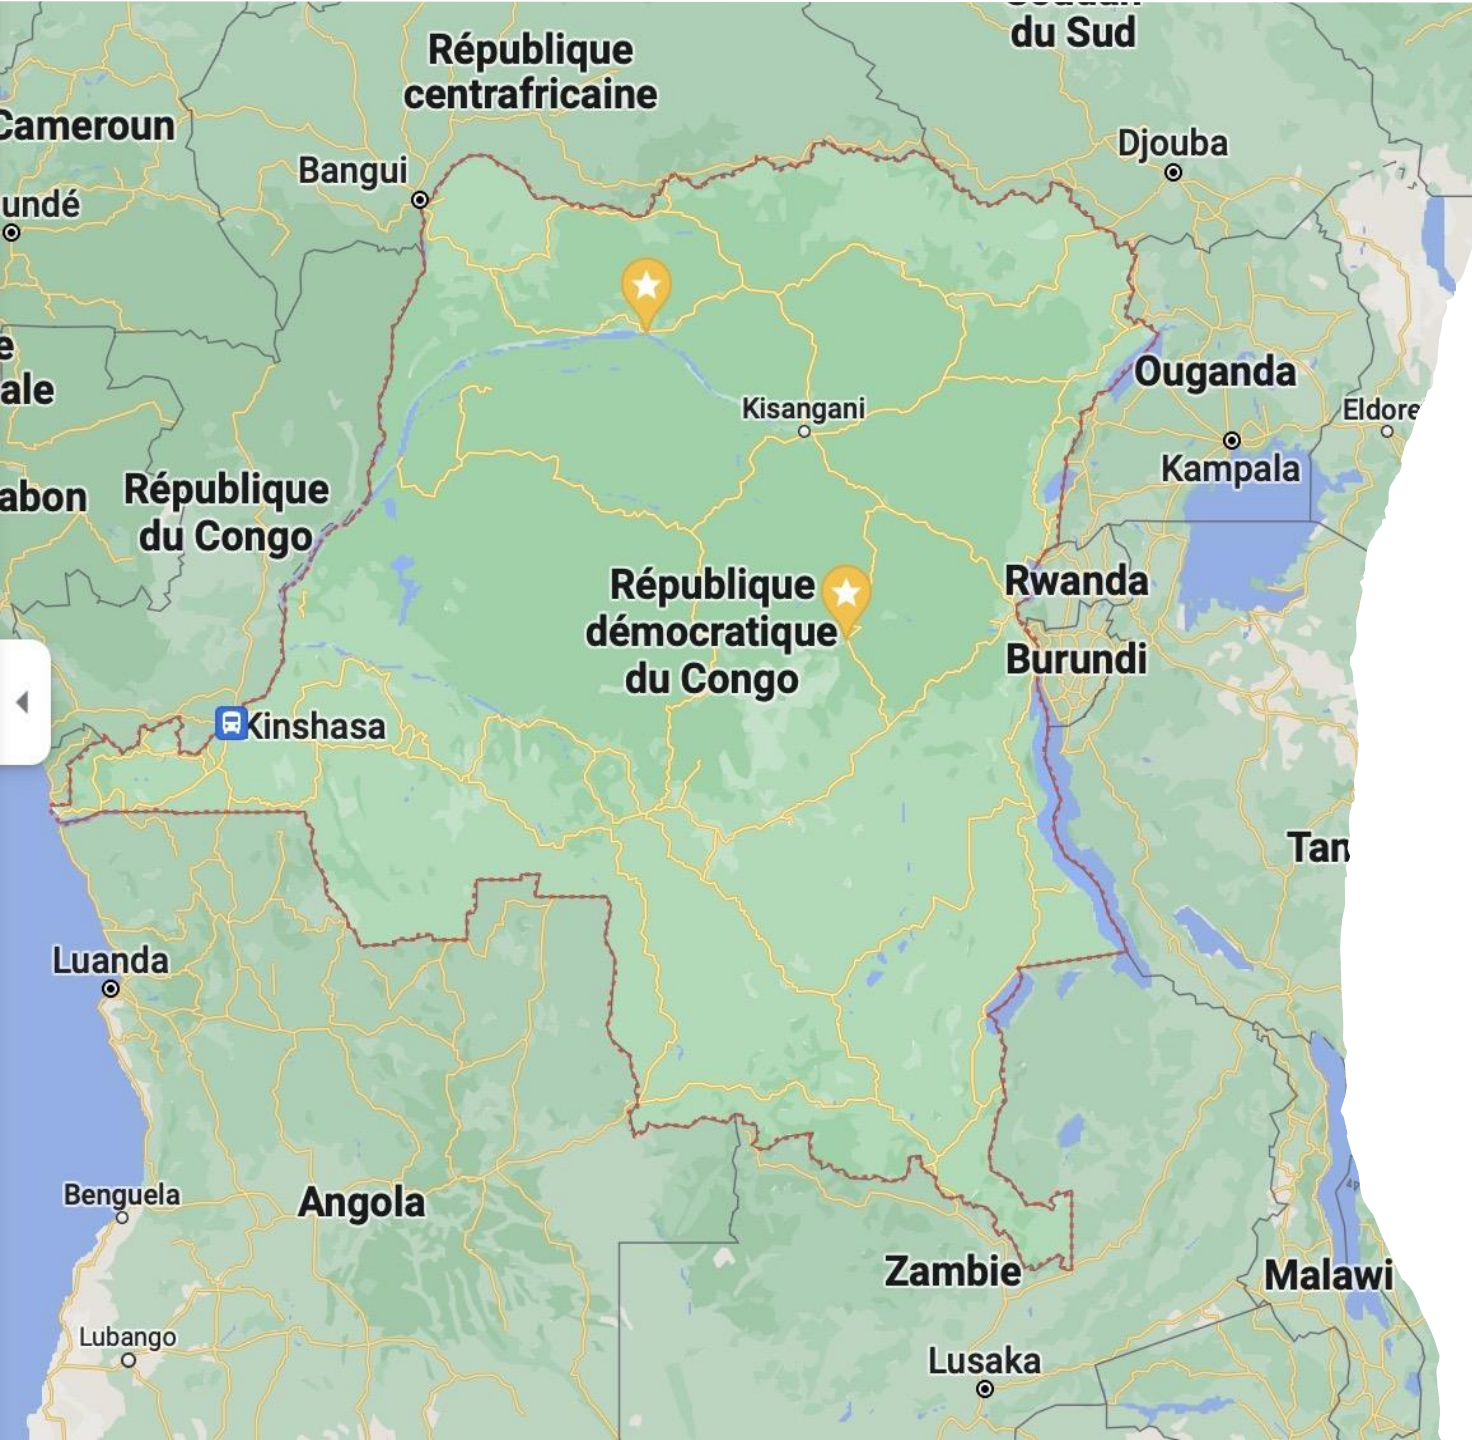 du Sud
République
centrafricaine
Cameroun
Djouba
Bangui
undé
Ouganda
ale
Kisangani
Eldore
Kampala
République
du Congo
abon
République
démocratique
du Congo
Rwanda
Burundi
Kinshasa
Tan
Luanda
Benguela
Angola
Zambie
Malawi
Lubango
Lusaka